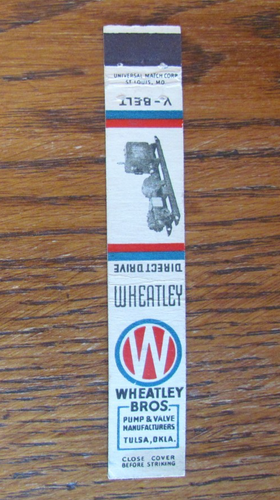 UNIVERSAL MATCH CORP.
ST. LOUIS, MO.
V-BELT
DIRECT DRIVE
WHEATLEY
W
WHEATLEY
BROS.
PUMP & VALVE
MANUFACTURERS
TULSA, OKLA.
CLOSE COVER
BEFORE STRIKING